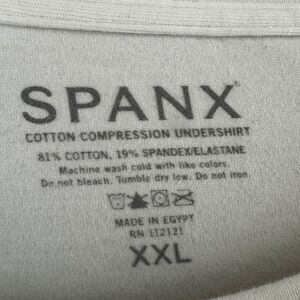 SPANX
COTTON COMPRESSION UNDERSHIRT
81% COTTON, 19% SPANDEX/ELASTANE
Machine wash cold with like colors.
Do not bleach. Tumble dry low. Do not iron.
MADE IN EGYPT
RN 112121
XXL